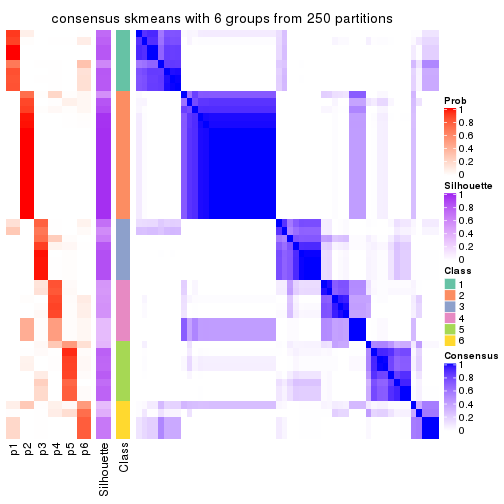 consensus skmeans with 6 groups from 250 partitions
Prob
1
0.8
0.6
0.4
0.2
0
Silhouette
1
0.8
0.6
0.4
0.2
0
Class
1
2
3
4
5
6
Consensus
1
0.8
0.6
0.4
0.2
0
p1
p2
p3
p4
p5
p6
Silhouette
Class